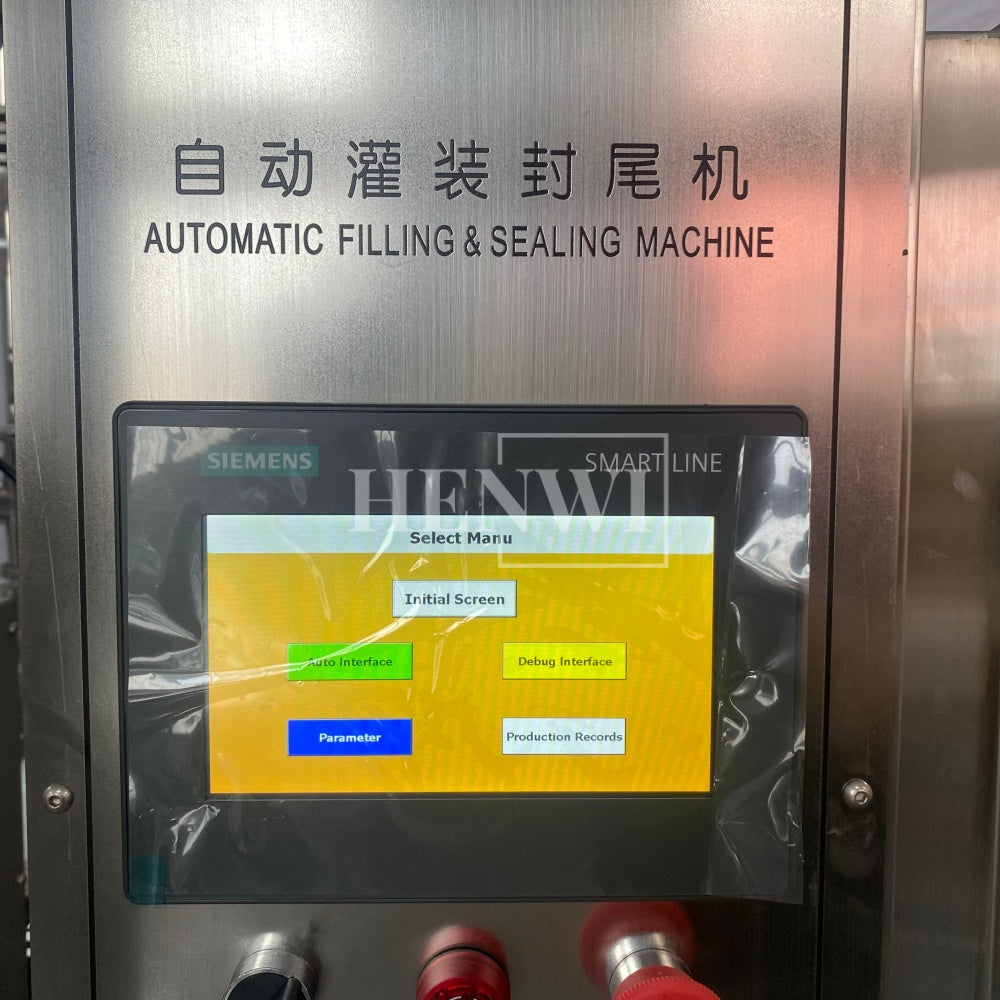 自动灌装封尾机
AUTOMATIC FILLING & SEALING MACHINE
SIEMENS
SMART LINE
HENWI
Select Manu
Initial Screen
Auto Interface
Debug Interface
Parameter
Production Records